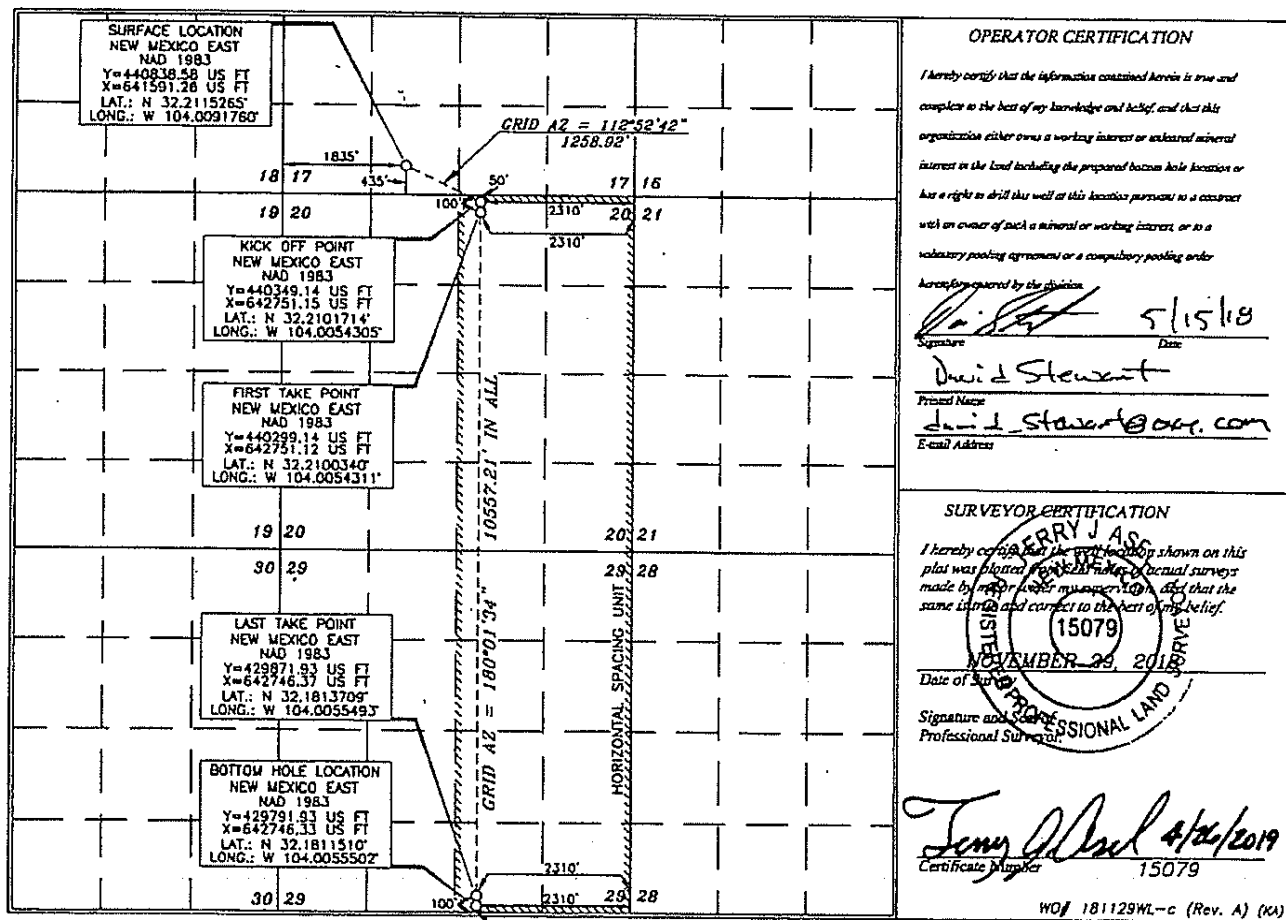 SURFACE LOCATION
NEW MEXICO EAST
NAD 1983
Y=440838.58 US FT
X=641591.26 US FT
LAT.: N 32.2115265°
LONG.: W 104.0091760°
GRID AZ = 112°52'42"
1258.92'
1835'
435'
18 17
17 16
19 20
20 21
100'
50'
2310'
2310'
KICK OFF POINT
NEW MEXICO EAST
NAD 1983
Y=440349.14 US FT
X=642751.15 US FT
LAT.: N 32.2101714°
LONG.: W 104.0054305°
FIRST TAKE POINT
NEW MEXICO EAST
NAD 1983
Y=440299.14 US FT
X=642751.12 US FT
LAT.: N 32.2100340°
LONG.: W 104.0054311°
GRID AZ = 180°01'34"
10557.21' IN ALL
HORIZONTAL SPACING UNIT
19 20
20 21
30 29
29 28
LAST TAKE POINT
NEW MEXICO EAST
NAD 1983
Y=429871.93 US FT
X=642746.37 US FT
LAT.: N 32.1813709°
LONG.: W 104.0055493°
BOTTOM HOLE LOCATION
NEW MEXICO EAST
NAD 1983
Y=429791.93 US FT
X=642746.33 US FT
LAT.: N 32.1811510°
LONG.: W 104.0055502°
2310'
2310'
100'
30 29
29 28
OPERATOR CERTIFICATION
I hereby certify that the information contained herein is true and
complete to the best of my knowledge and belief, and that this
organization either owns a working interest or unleased mineral
interest in the land including the proposed bottom hole location or
has a right to drill this well at this location pursuant to a contract
with an owner of such a mineral or working interest, or to a
voluntary pooling agreement or a compulsory pooling order
heretofore entered by the division.
5/15/18
Signature Date
David Stewart
Printed Name
david_stewart@oxy.com
E-mail Address
SURVEYOR CERTIFICATION
I hereby certify that the well location shown on this
plat was plotted from field notes of actual surveys
made by me or under my supervision, and that the
same is true and correct to the best of my belief.
TERRY J ASEL
NEW MEXICO
15079
REGISTERED PROFESSIONAL LAND SURVEYOR
NOVEMBER 29, 2018
Date of Survey
Signature and Seal of
Professional Surveyor:
Terry J Asel 4/26/2019
Certificate Number 15079
WO# 181129WL-c (Rev. A) (KA)